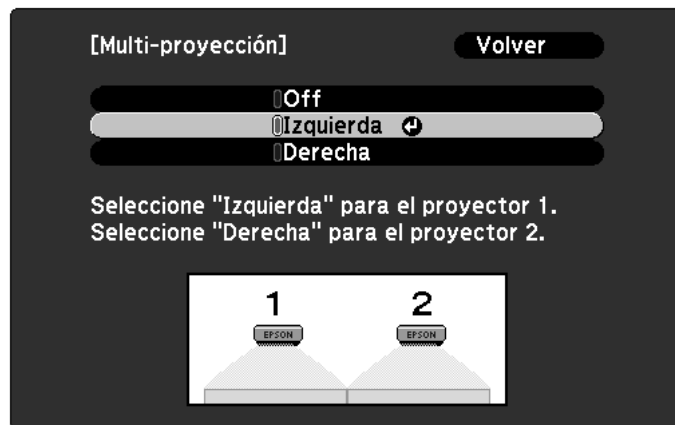 [Multi-proyección] Volver
Off
Izquierda
Derecha
Seleccione "Izquierda" para el proyector 1.
Seleccione "Derecha" para el proyector 2.
1 2
EPSON EPSON